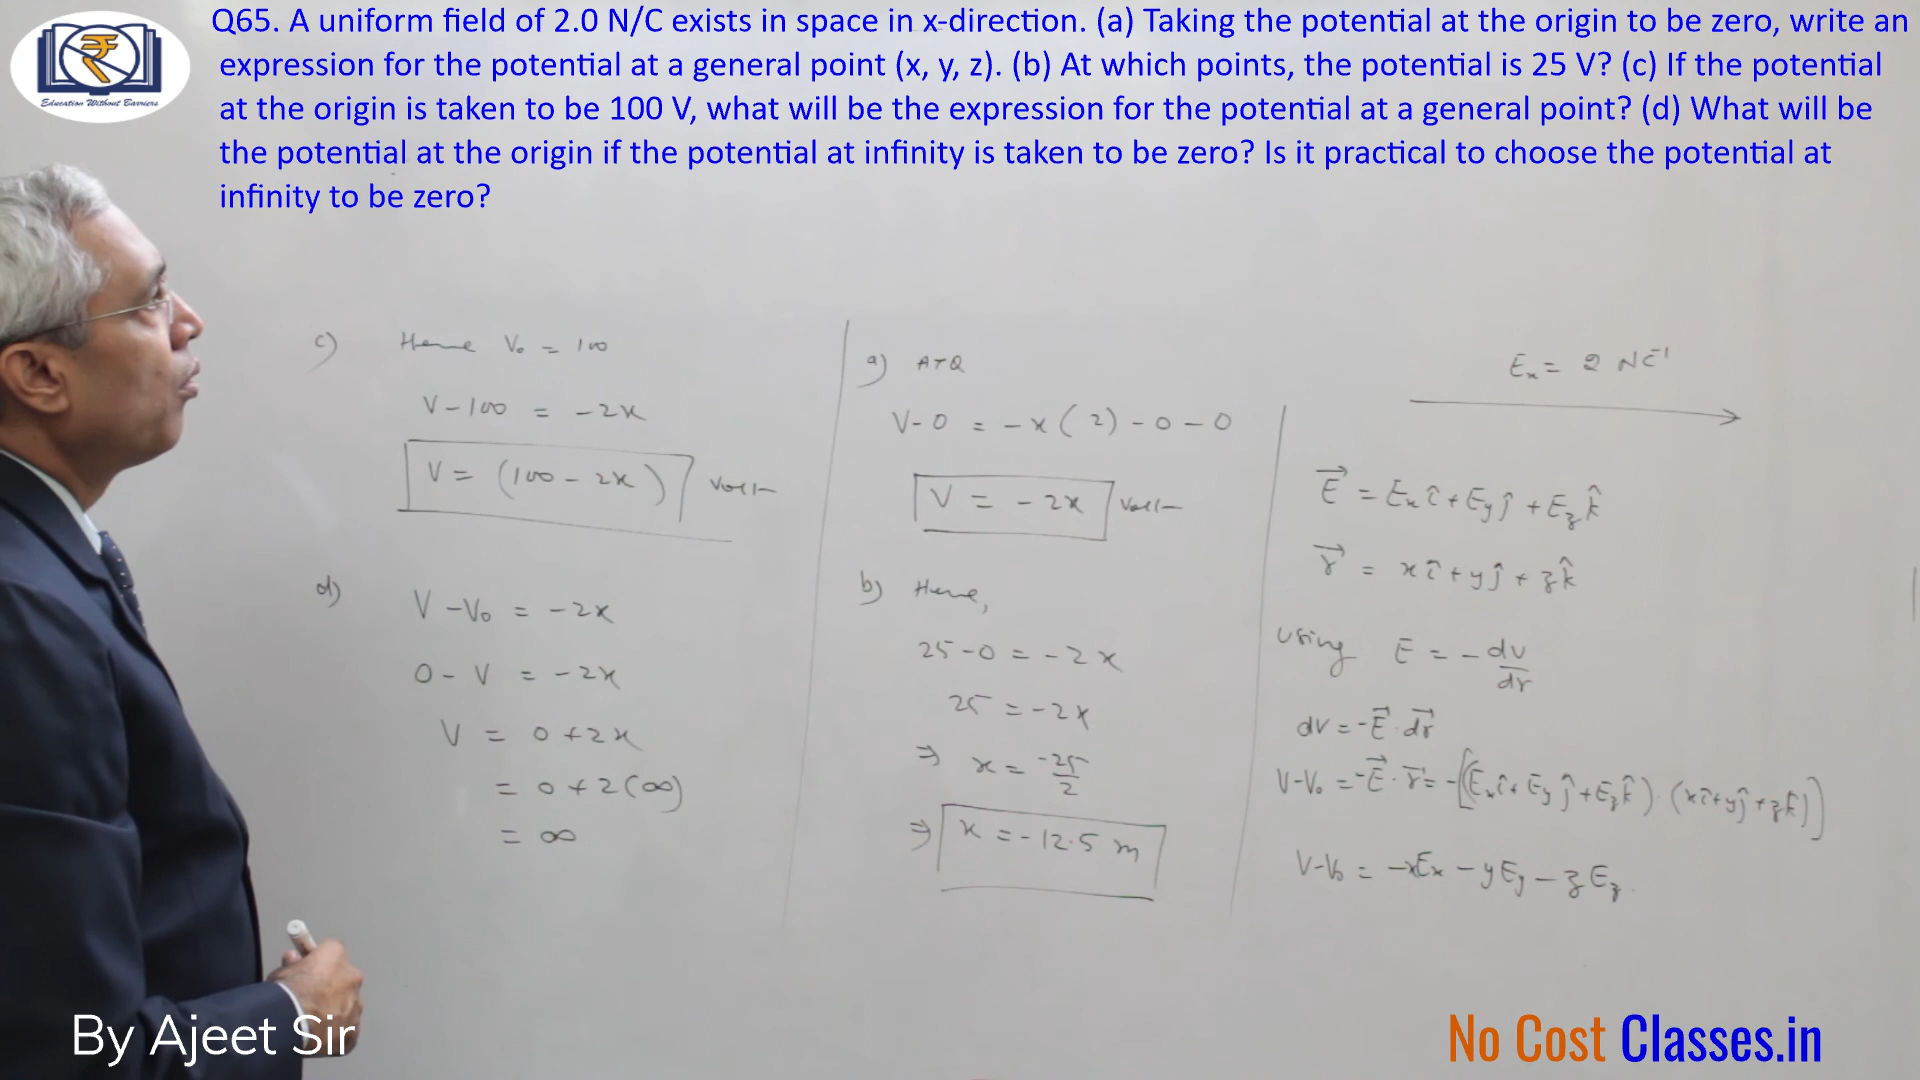 Q65. A uniform field of 2.0 N/C exists in space in x-direction. (a) Taking the potential at the origin to be zero, write an
expression for the potential at a general point (x, y, z). (b) At which points, the potential is 25 V? (c) If the potential
at the origin is taken to be 100 V, what will be the expression for the potential at a general point? (d) What will be
the potential at the origin if the potential at infinity is taken to be zero? Is it practical to choose the potential at
infinity to be zero?
Education Without Barriers
c) Here V₀ = 100
V-100 = -2x
V = (100 - 2x) Volt
d) V - V₀ = -2x
0 - V = -2x
V = 0 + 2x
= 0 + 2(∞)
= ∞
a) ATQ
V-0 = -x(2) - 0 - 0
V = -2x Volt
b) Here,
25-0 = -2x
25 = -2x
⇒ x = -25/2
⇒ x = -12.5 m
Eₓ = 2 NC⁻¹
E⃗ = Eₓî + Eᵧĵ + E_z k̂
r⃗ = xî + yĵ + zk̂
using E = -dv/dr
dv = -E⃗ · dr⃗
V-V₀ = -E⃗ · r⃗ = -[(Eₓî + Eᵧĵ + E_z k̂) · (xî + yĵ + zk̂)]
V-V₀ = -xEₓ - yEᵧ - zE_z
By Ajeet Sir
No Cost Classes.in